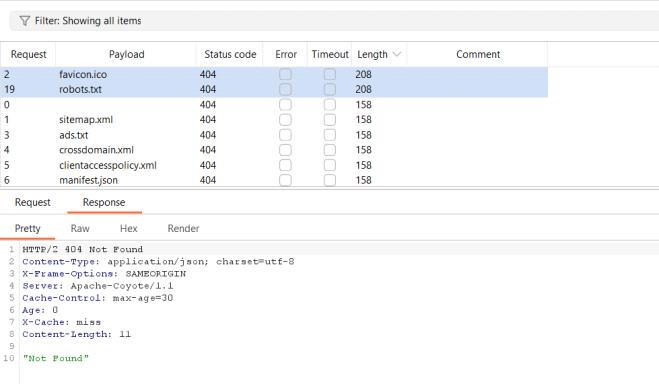 Filter: Showing all items
Request Payload Status code Error Timeout Length Comment
2 favicon.ico 404 208
19 robots.txt 404 208
0 404 158
1 sitemap.xml 404 158
3 ads.txt 404 158
4 crossdomain.xml 404 158
5 clientaccesspolicy.xml 404 158
6 manifest.json 404 158
Request Response
Pretty Raw Hex Render
1 HTTP/2 404 Not Found
2 Content-Type: application/json; charset=utf-8
3 X-Frame-Options: SAMEORIGIN
4 Server: Apache-Coyote/1.1
5 Cache-Control: max-age=30
6 Age: 0
7 X-Cache: miss
8 Content-Length: 11
9
10 "Not Found"